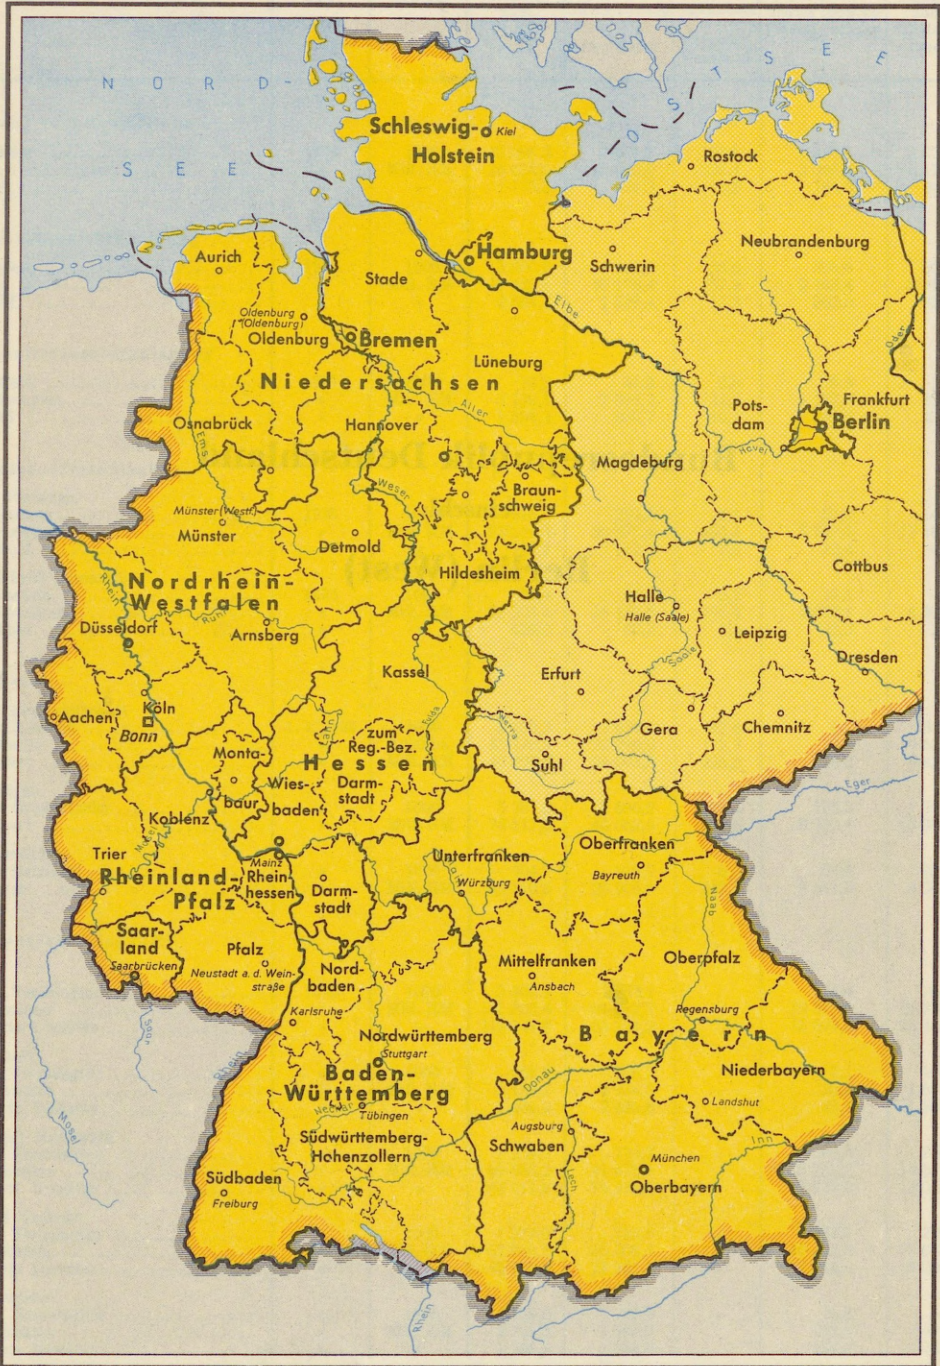 NORD-
SEE
OSTSEE
Schleswig-
Holstein
Kiel
Rostock
Hamburg
Schwerin
Neubrandenburg
Aurich
Stade
Oldenburg
(Oldenburg)
Oldenburg
Bremen
Elbe
Lüneburg
Oder
Niedersachsen
Aller
Osnabrück
Ems
Hannover
Pots-
dam
Frankfurt
Berlin
Havel
Magdeburg
Weser
Braun-
schweig
Münster (Westf.)
Münster
Detmold
Hildesheim
Cottbus
Nordrhein-
Westfalen
Rhein
Ruhr
Düsseldorf
Arnsberg
Halle
Halle (Saale)
Leipzig
Saale
Dresden
Kassel
Erfurt
Aachen
Köln
Bonn
Lahn
Fulda
Werra
Gera
Chemnitz
Suhl
Eger
zum
Reg.-Bez.
Darm-
stadt
Hessen
Monta-
baur
Wies-
baden
Koblenz
Mosel
Trier
Mainz
Rhein
hessen
Rheinland-
Pfalz
Darm-
stadt
Unterfranken
Main
Würzburg
Oberfranken
Bayreuth
Naab
Saar-
land
Saarbrücken
Pfalz
Neustadt a. d. Wein-
straße
Nord-
baden
Karlsruhe
Mittelfranken
Ansbach
Oberpfalz
Regensburg
Bayern
Saar
Mosel
Rhein
Nordwürttemberg
Stuttgart
Baden-
Württemberg
Neckar
Tübingen
Donau
Niederbayern
Landshut
Südwürttemberg-
Hohenzollern
Augsburg
Schwaben
Lech
Inn
München
Oberbayern
Südbaden
Freiburg
Rhein